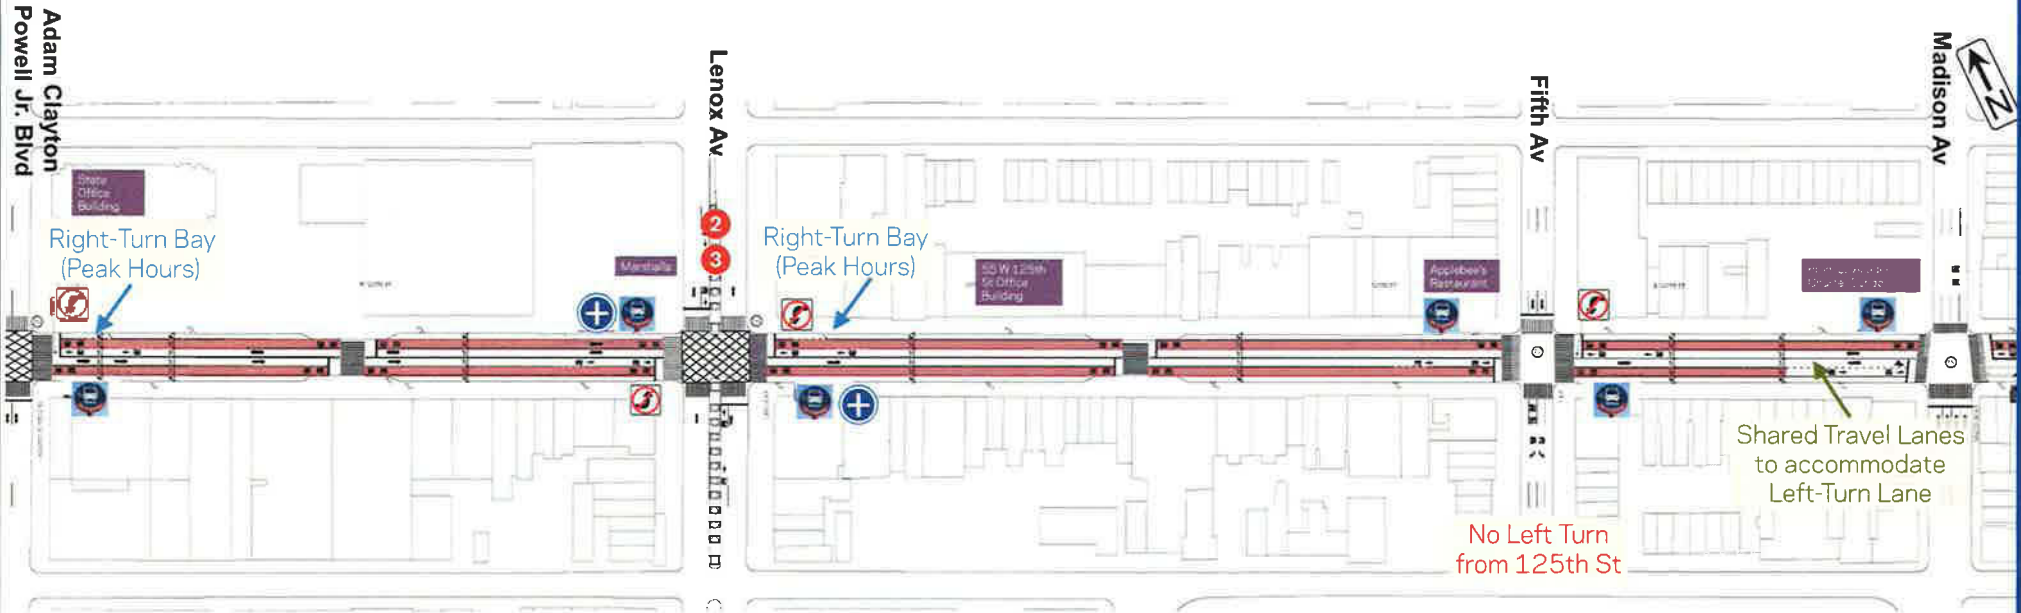 Adam Clayton
Powell Jr. Blvd
Lenox Av
Fifth Av
Madison Av
N
State
Office
Building
Right-Turn Bay
(Peak Hours)
Marshalls
2
3
Right-Turn Bay
(Peak Hours)
55 W 125th
St Office
Building
Applebee's
Restaurant
Shared Travel Lanes
to accommodate
Left-Turn Lane
No Left Turn
from 125th St